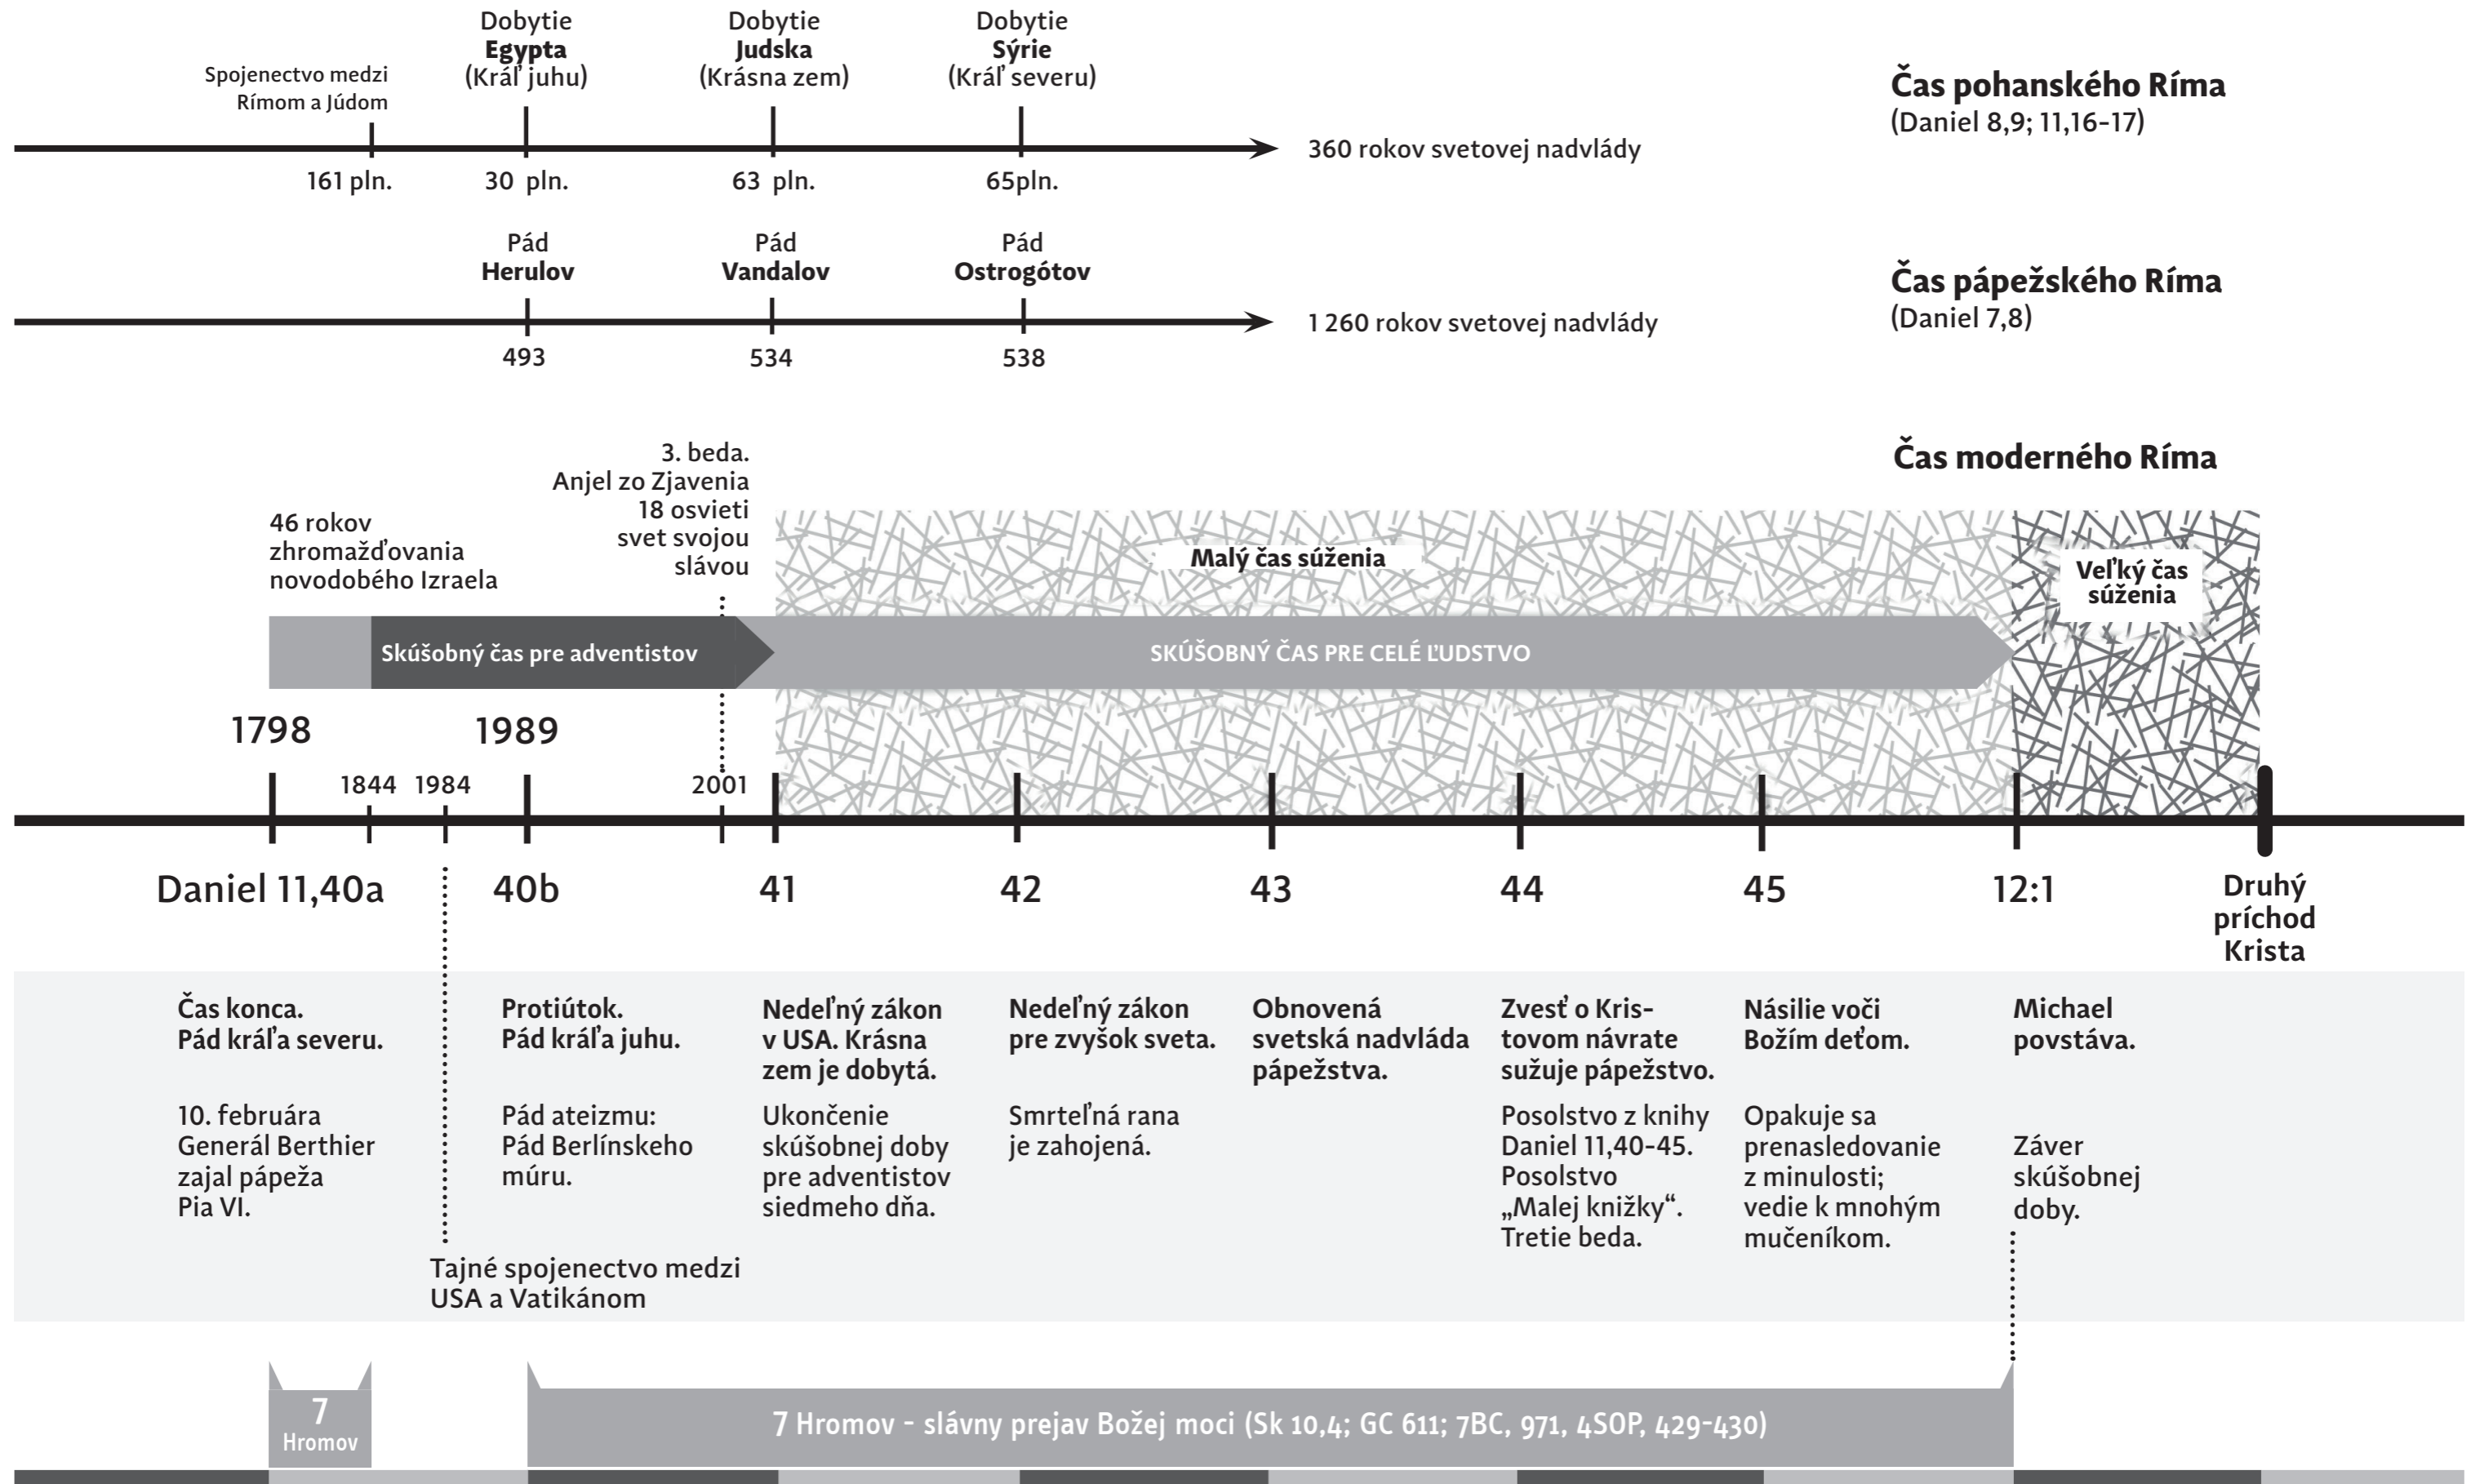 Dobytie
Egypta
(Kráľ juhu)
Dobytie
Judska
(Krásna zem)
Dobytie
Sýrie
(Kráľ severu)
Spojenectvo medzi
Rímom a Júdom
Čas pohanského Ríma
(Daniel 8,9; 11,16-17)
360 rokov svetovej nadvlády
161 pln.
30 pln.
63 pln.
65pln.
Pád
Herulov
Pád
Vandalov
Pád
Ostrogótov
Čas pápežského Ríma
(Daniel 7,8)
1 260 rokov svetovej nadvlády
493
534
538
Čas moderného Ríma
3. beda.
Anjel zo Zjavenia
18 osvieti
svet svojou
slávou
46 rokov
zhromažďovania
novodobého Izraela
Malý čas súženia
Veľký čas
súženia
Skúšobný čas pre adventistov
SKÚŠOBNÝ ČAS PRE CELÉ ĽUDSTVO
1798
1989
1844
1984
2001
Daniel 11,40a
40b
41
42
43
44
45
12:1
Druhý
príchod
Krista
Čas konca.
Pád kráľa severu.
10. februára
Generál Berthier
zajal pápeža
Pia VI.
Protiútok.
Pád kráľa juhu.
Pád ateizmu:
Pád Berlínskeho
múru.
Tajné spojenectvo medzi
USA a Vatikánom
Nedeľný zákon
v USA. Krásna
zem je dobytá.
Ukončenie
skúšobnej doby
pre adventistov
siedmeho dňa.
Nedeľný zákon
pre zvyšok sveta.
Smrteľná rana
je zahojená.
Obnovená
svetská nadvláda
pápežstva.
Zvesť o Kris-
tovom návrate
sužuje pápežstvo.
Posolstvo z knihy
Daniel 11,40-45.
Posolstvo
„Malej knižky“.
Tretie beda.
Násilie voči
Božím deťom.
Opakuje sa
prenasledovanie
z minulosti;
vedie k mnohým
mučeníkom.
Michael
povstáva.
Záver
skúšobnej
doby.
7
Hromov
7 Hromov - slávny prejav Božej moci (Sk 10,4; GC 611; 7BC, 971, 4SOP, 429-430)